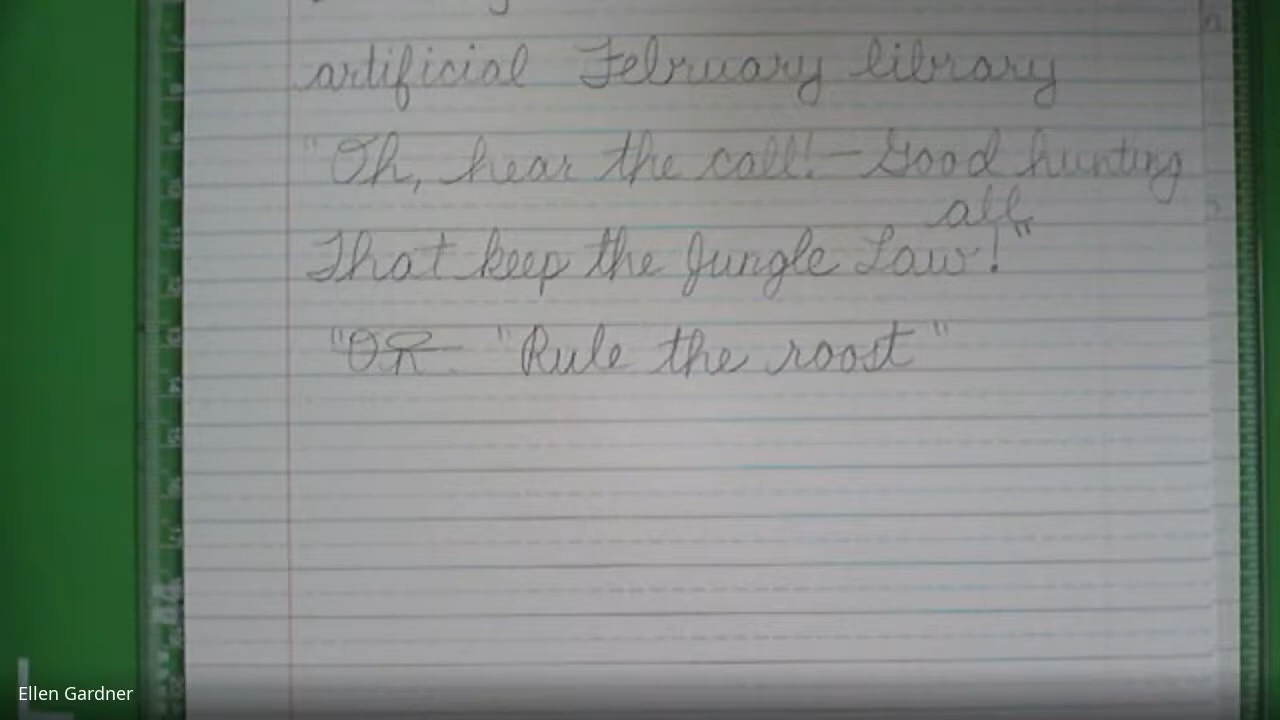 artificial February library
"Oh, hear the call!—Good hunting
all,
That keep the Jungle Law!"
"Rule the roost"
Ellen Gardner